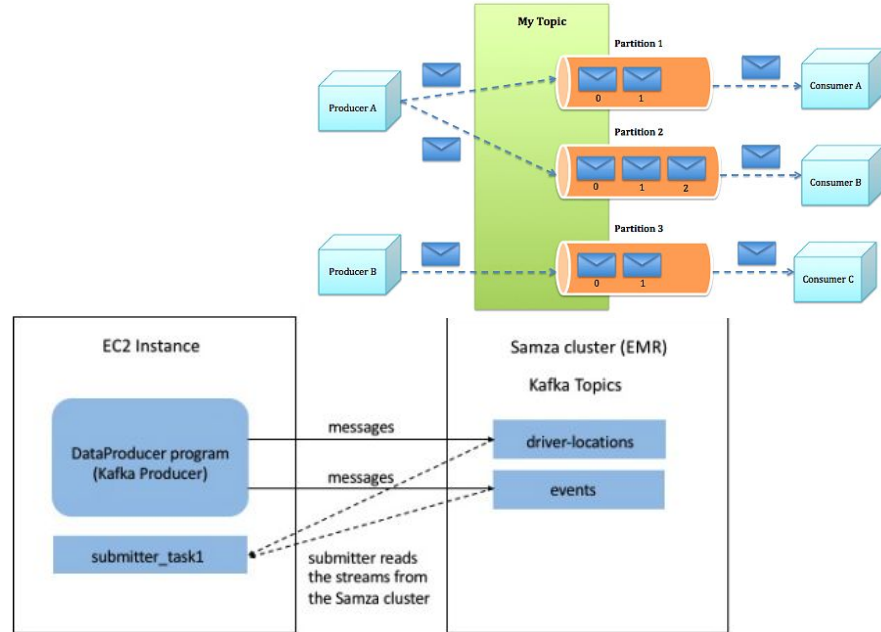 My Topic
Partition 1
0
1
Producer A
Consumer A
Partition 2
0
1
2
Consumer B
Partition 3
0
1
Producer B
Consumer C
EC2 Instance
DataProducer program
(Kafka Producer)
submitter_task1
messages
messages
submitter reads
the streams from
the Samza cluster
Samza cluster (EMR)
Kafka Topics
driver-locations
events